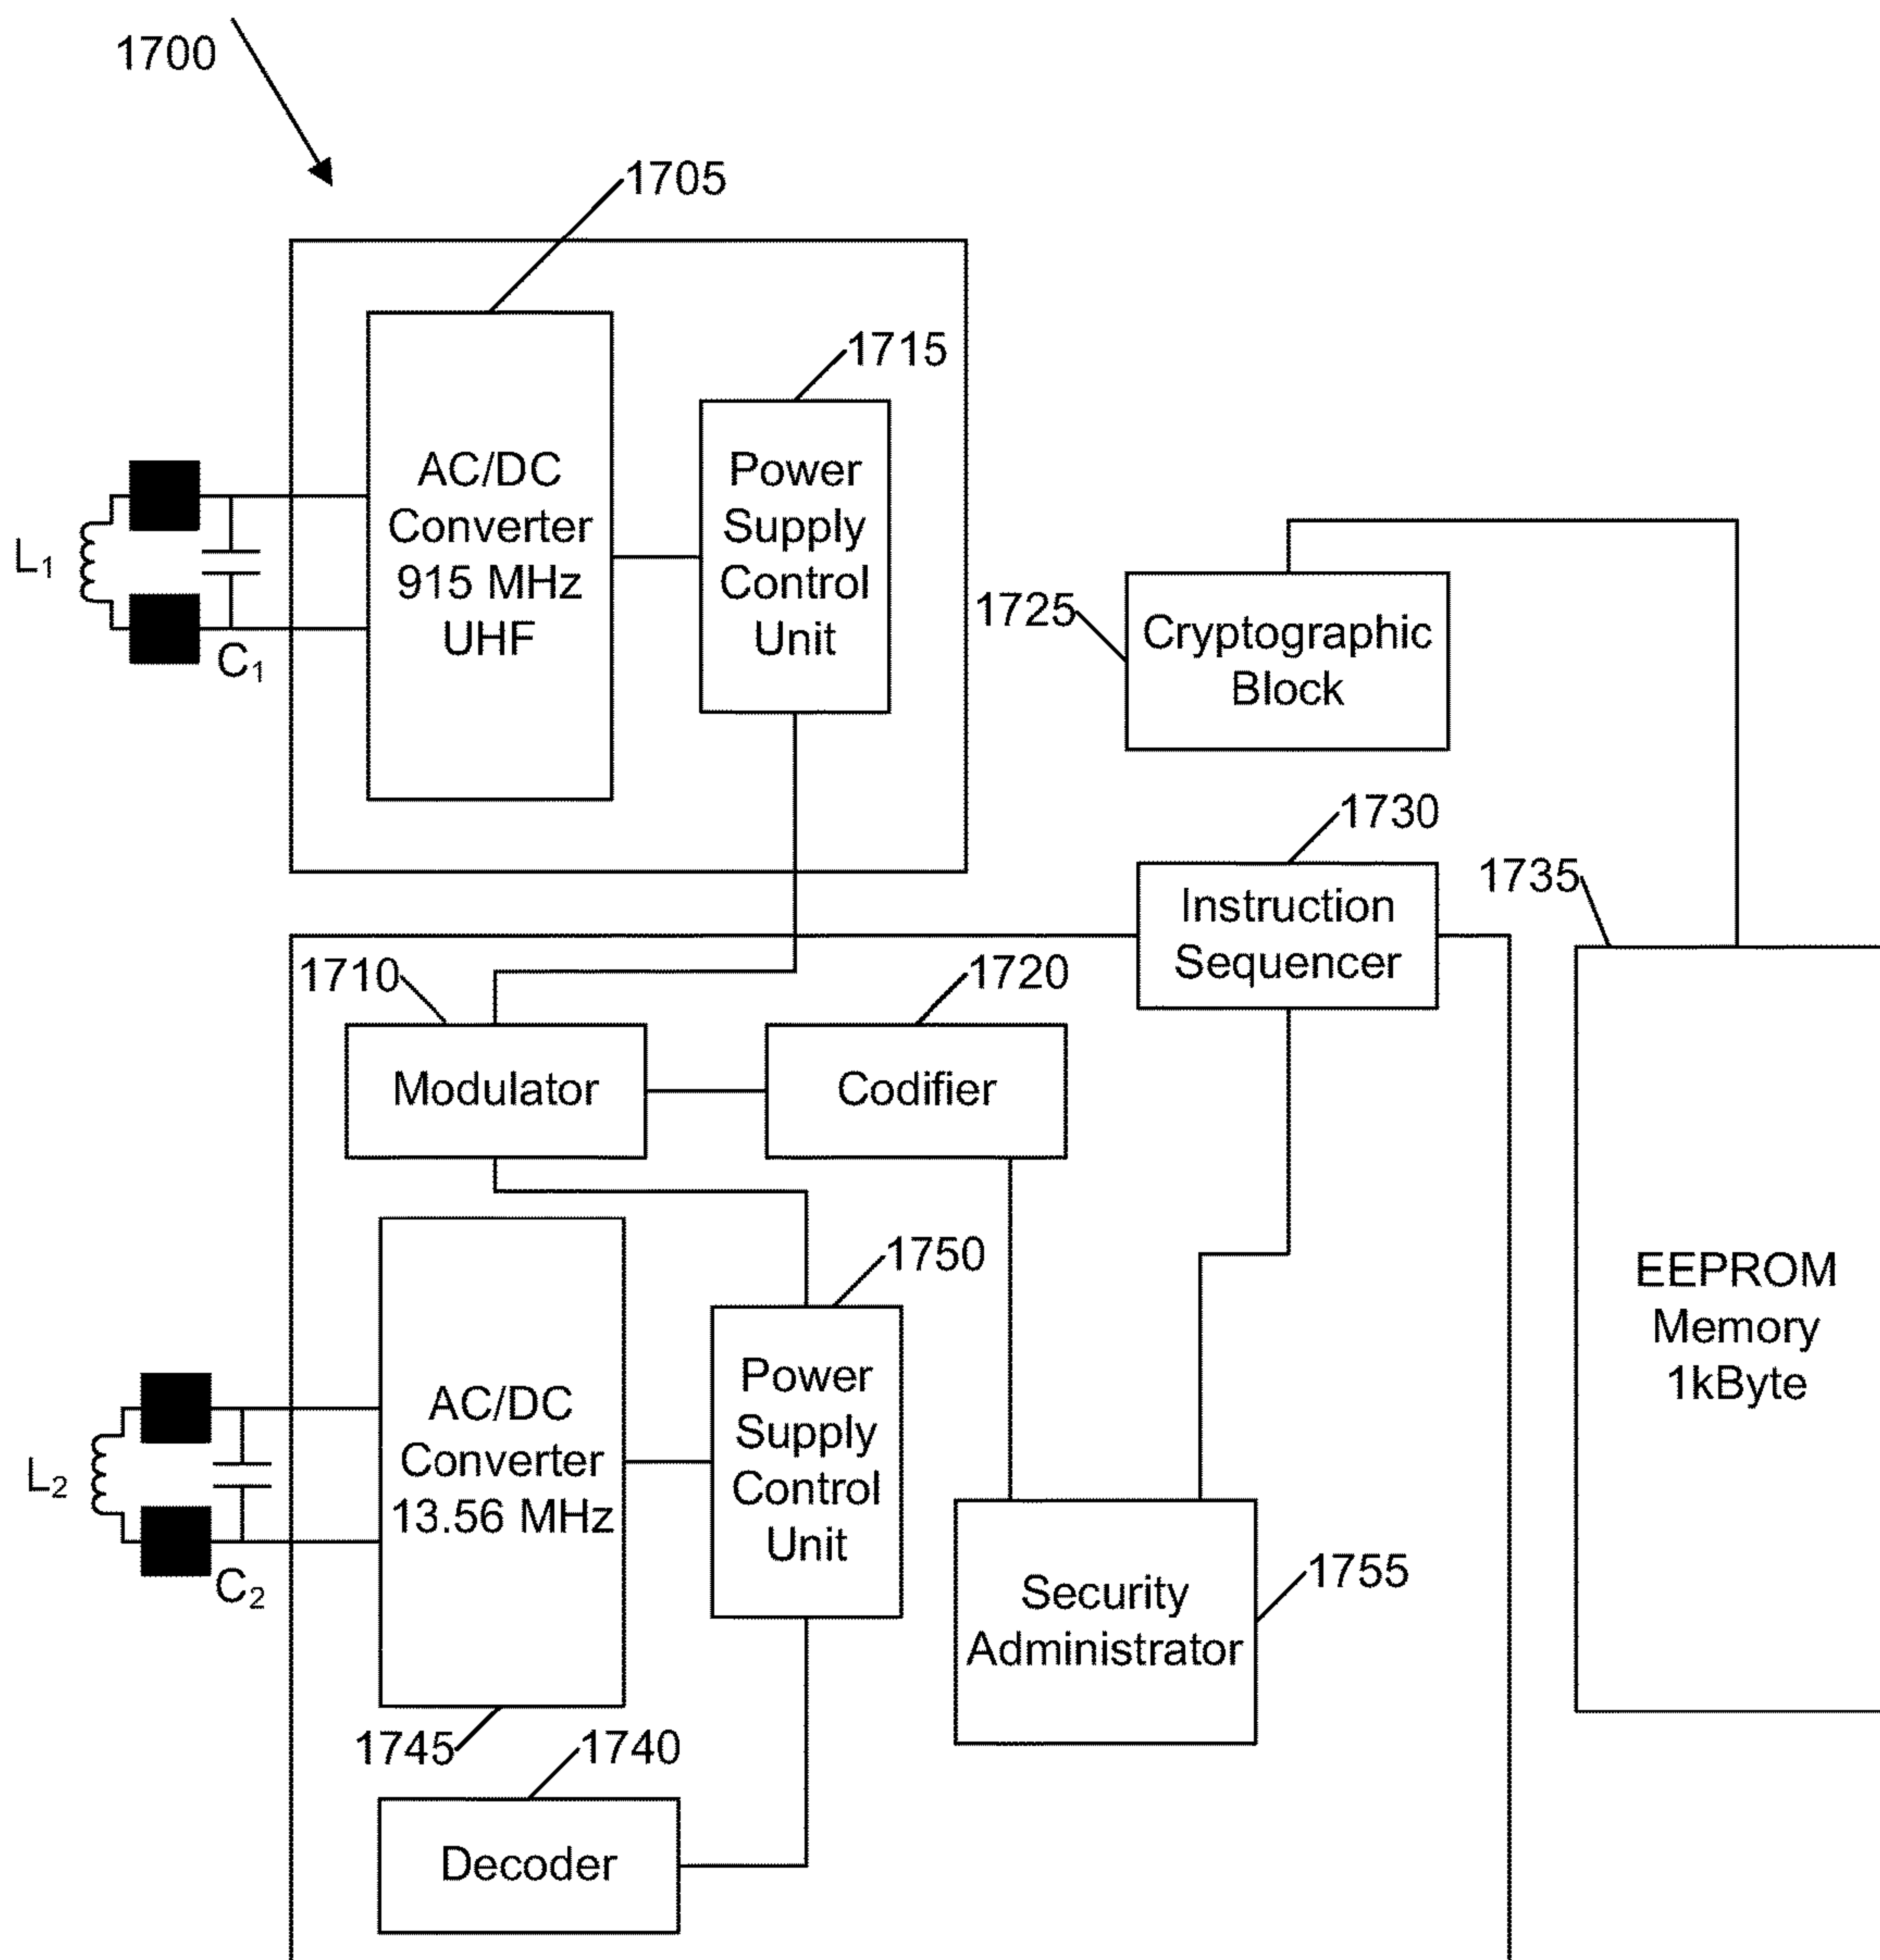 1700
1705
1715
AC/DC
Converter
915 MHz
UHF
Power
Supply
Control
Unit
L₁
C₁
1725
Cryptographic
Block
1730
Instruction
Sequencer
1735
EEPROM
Memory
1kByte
1710
Modulator
1720
Codifier
1750
AC/DC
Converter
13.56 MHz
Power
Supply
Control
Unit
L₂
C₂
Security
Administrator
1755
1745
1740
Decoder